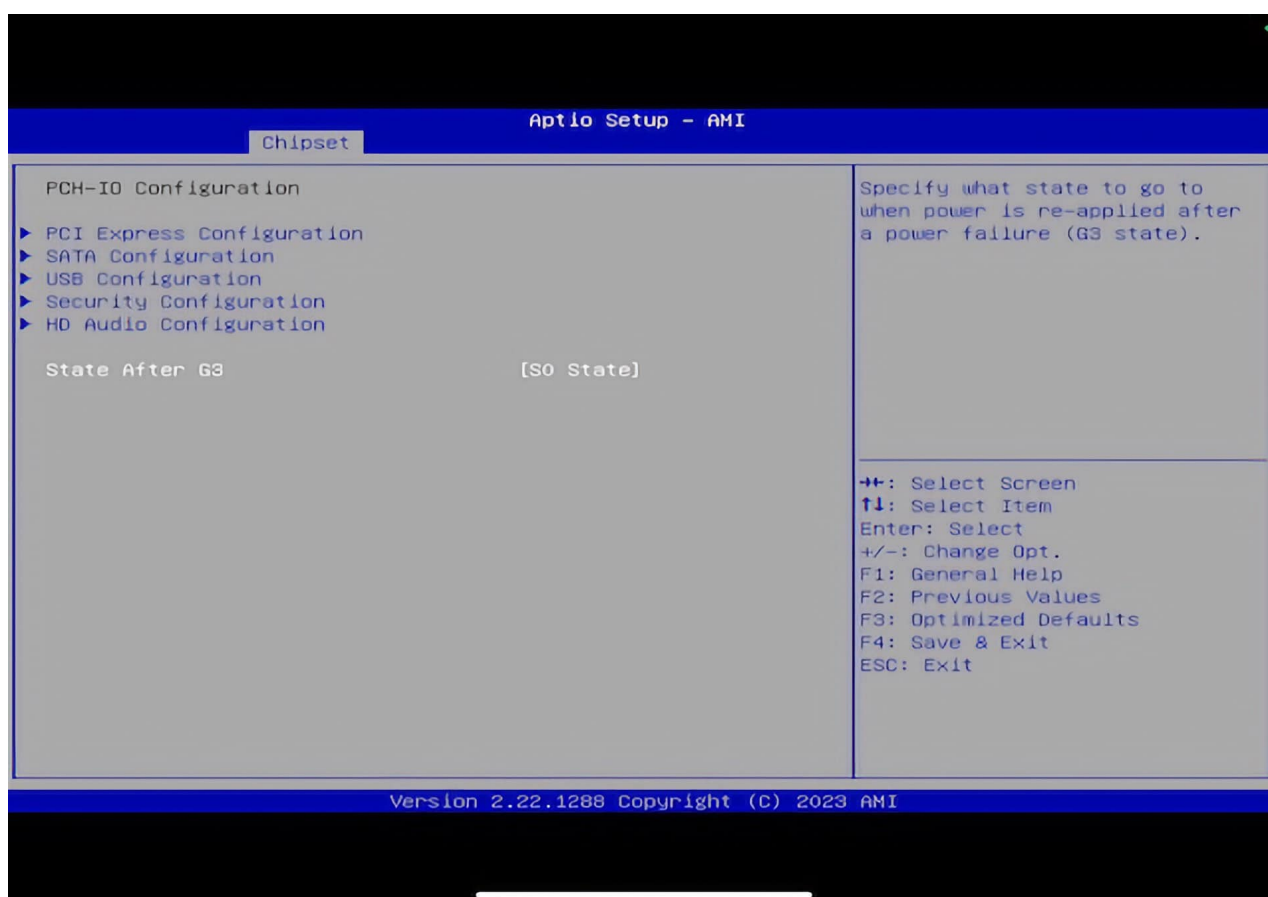 Aptio Setup - AMI
Chipset
PCH-IO Configuration
PCI Express Configuration
SATA Configuration
USB Configuration
Security Configuration
HD Audio Configuration
State After G3 [S0 State]
Specify what state to go to
when power is re-applied after
a power failure (G3 state).
→←: Select Screen
↑↓: Select Item
Enter: Select
+/-: Change Opt.
F1: General Help
F2: Previous Values
F3: Optimized Defaults
F4: Save & Exit
ESC: Exit
Version 2.22.1288 Copyright (C) 2023 AMI